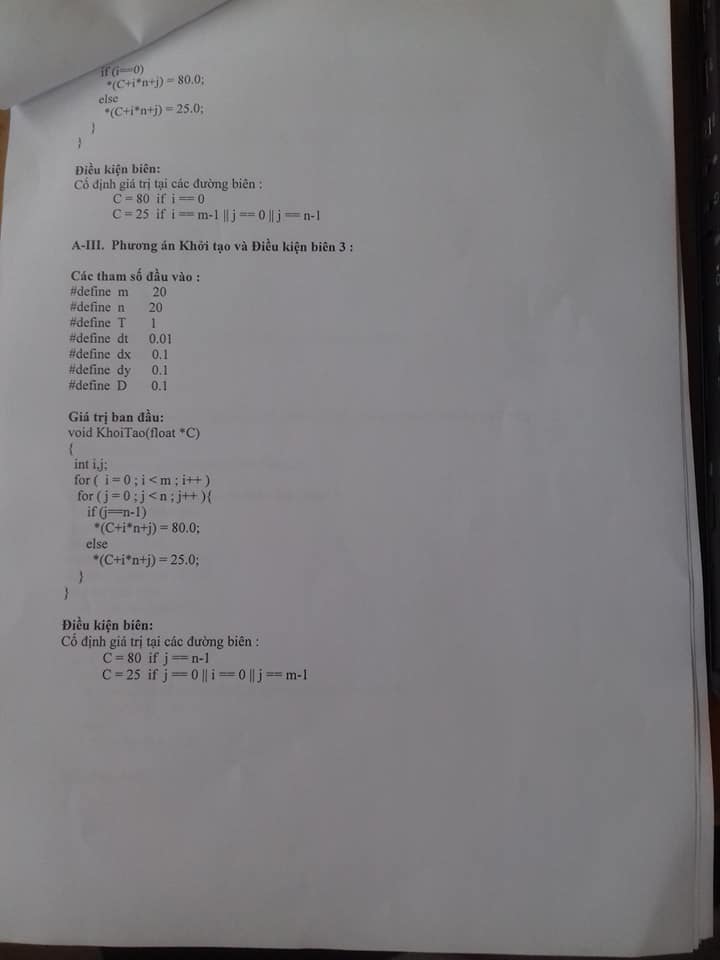 if (i==0)
*(C+i*n+j) = 80.0;
else
*(C+i*n+j) = 25.0;
}
}
Điều kiện biên:
Cố định giá trị tại các đường biên :
C = 80 if i == 0
C = 25 if i == m-1 || j == 0 || j == n-1
A-III. Phương án Khởi tạo và Điều kiện biên 3 :
Các tham số đầu vào :
#define m 20
#define n 20
#define T 1
#define dt 0.01
#define dx 0.1
#define dy 0.1
#define D 0.1
Giá trị ban đầu:
void KhoiTao(float *C)
{
int i,j;
for ( i = 0 ; i < m ; i++ )
for ( j = 0 ; j < n ; j++ ){
if (j==n-1)
*(C+i*n+j) = 80.0;
else
*(C+i*n+j) = 25.0;
}
}
Điều kiện biên:
Cố định giá trị tại các đường biên :
C = 80 if j == n-1
C = 25 if j == 0 || i == 0 || j == m-1